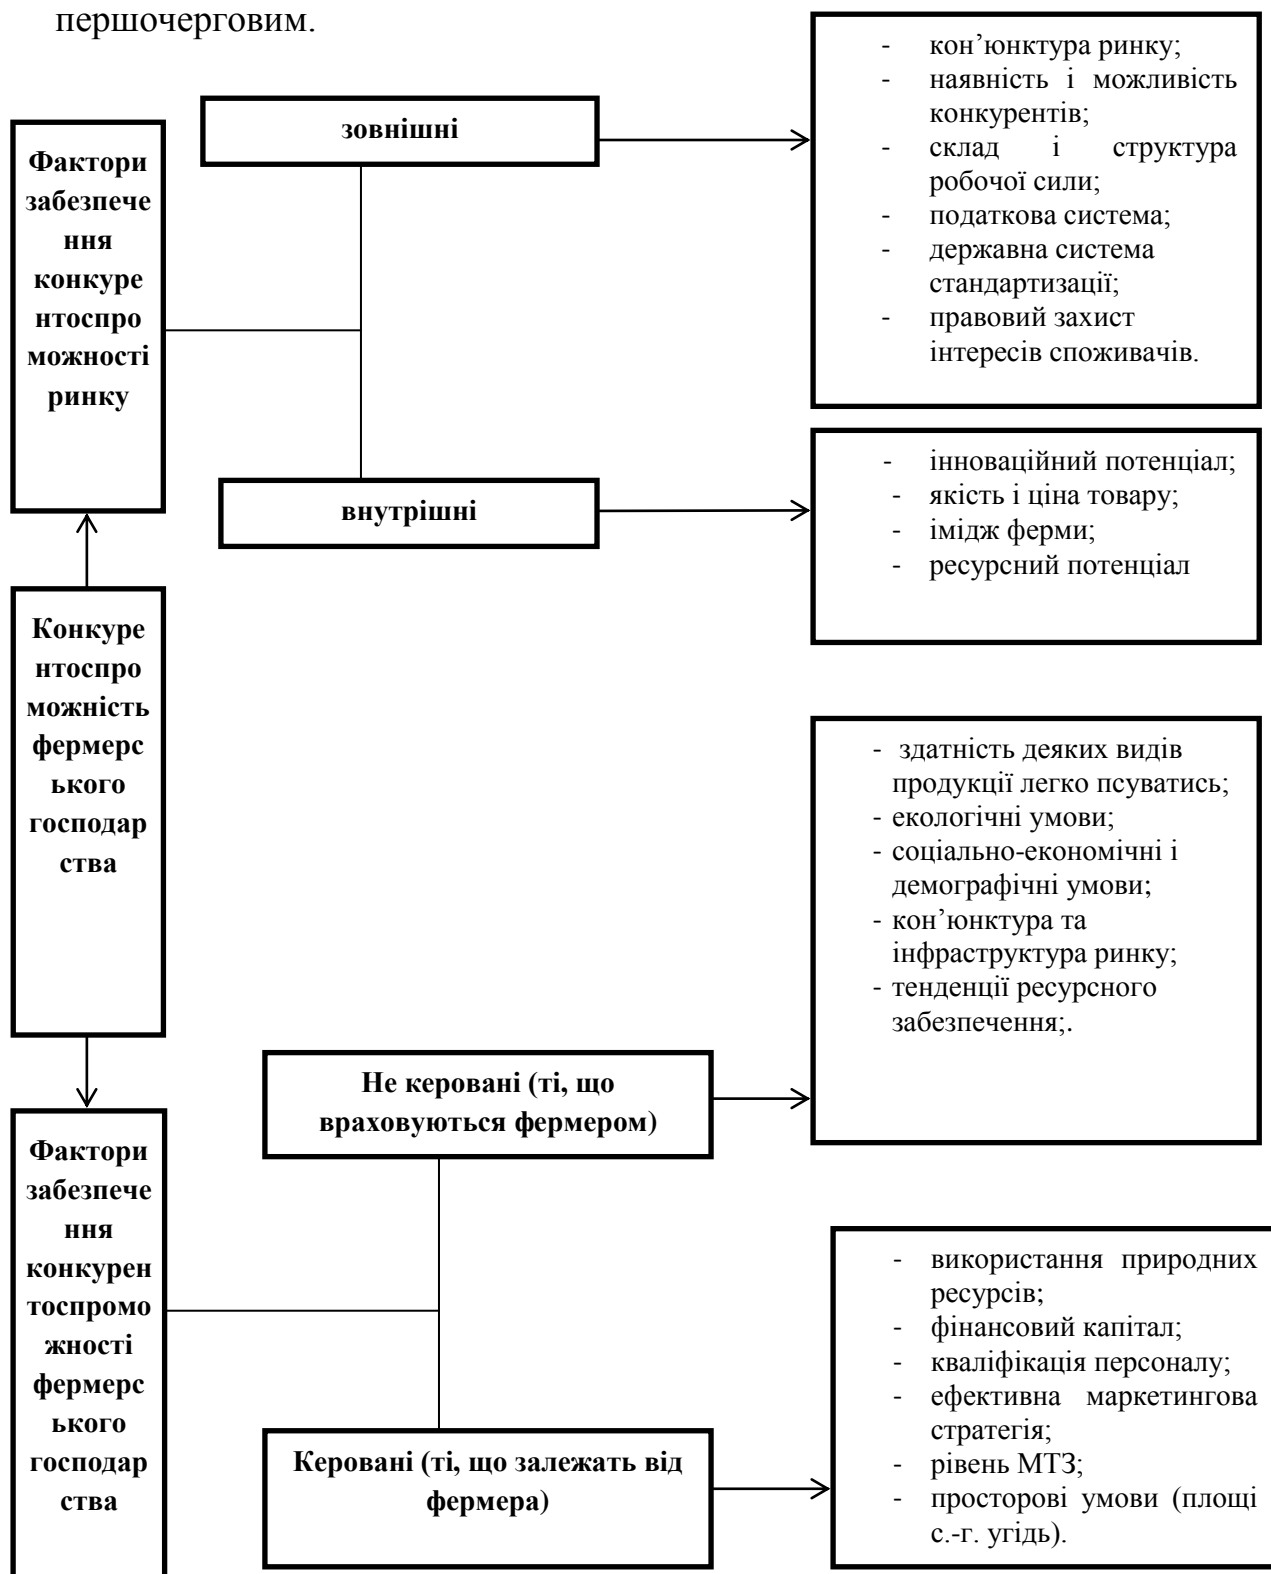 першочерговим.
Фактори
забезпече
ння
конкуре
нтоспро
можності
ринку
зовнішні
- кон’юнктура ринку;
- наявність і можливість
конкурентів;
- склад і структура
робочої сили;
- податкова система;
- державна система
стандартизації;
- правовий захист
інтересів споживачів.
внутрішні
- інноваційний потенціал;
- якість і ціна товару;
- імідж ферми;
- ресурсний потенціал
Конкуре
нтоспро
можність
фермерс
ького
господар
ства
- здатність деяких видів
продукції легко псуватись;
- екологічні умови;
- соціально-економічні і
демографічні умови;
- кон’юнктура та
інфраструктура ринку;
- тенденції ресурсного
забезпечення;.
Не керовані (ті, що
враховуються фермером)
Фактори
забезпече
ння
конкурен
тоспромо
жності
фермерс
ького
господар
ства
Керовані (ті, що залежать від
фермера)
- використання природних
ресурсів;
- фінансовий капітал;
- кваліфікація персоналу;
- ефективна маркетингова
стратегія;
- рівень МТЗ;
- просторові умови (площі
с.-г. угідь).